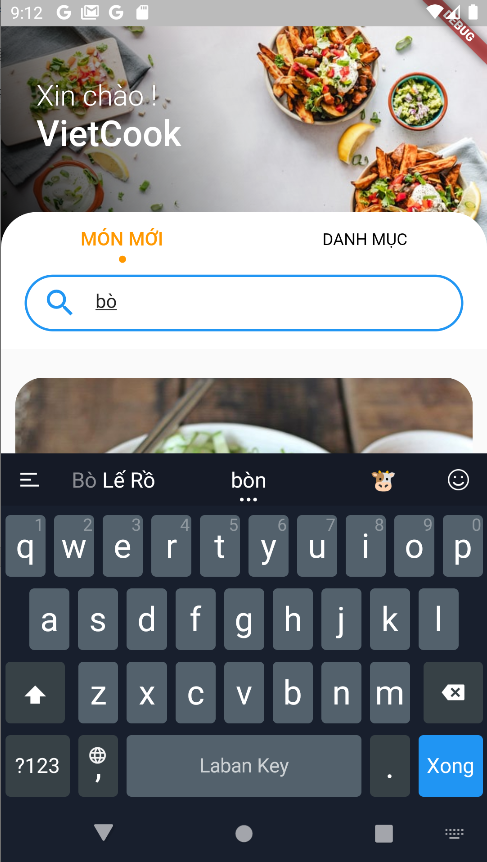 9:12
DEBUG
Xin chào !
VietCook
MÓN MỚI
DANH MỤC
bò
Bò Lế Rồ
bòn
1 2 3 4 5 6 7 8 9 0
q w e r t y u i o p
a s d f g h j k l
z x c v b n m
?123 , Laban Key . Xong